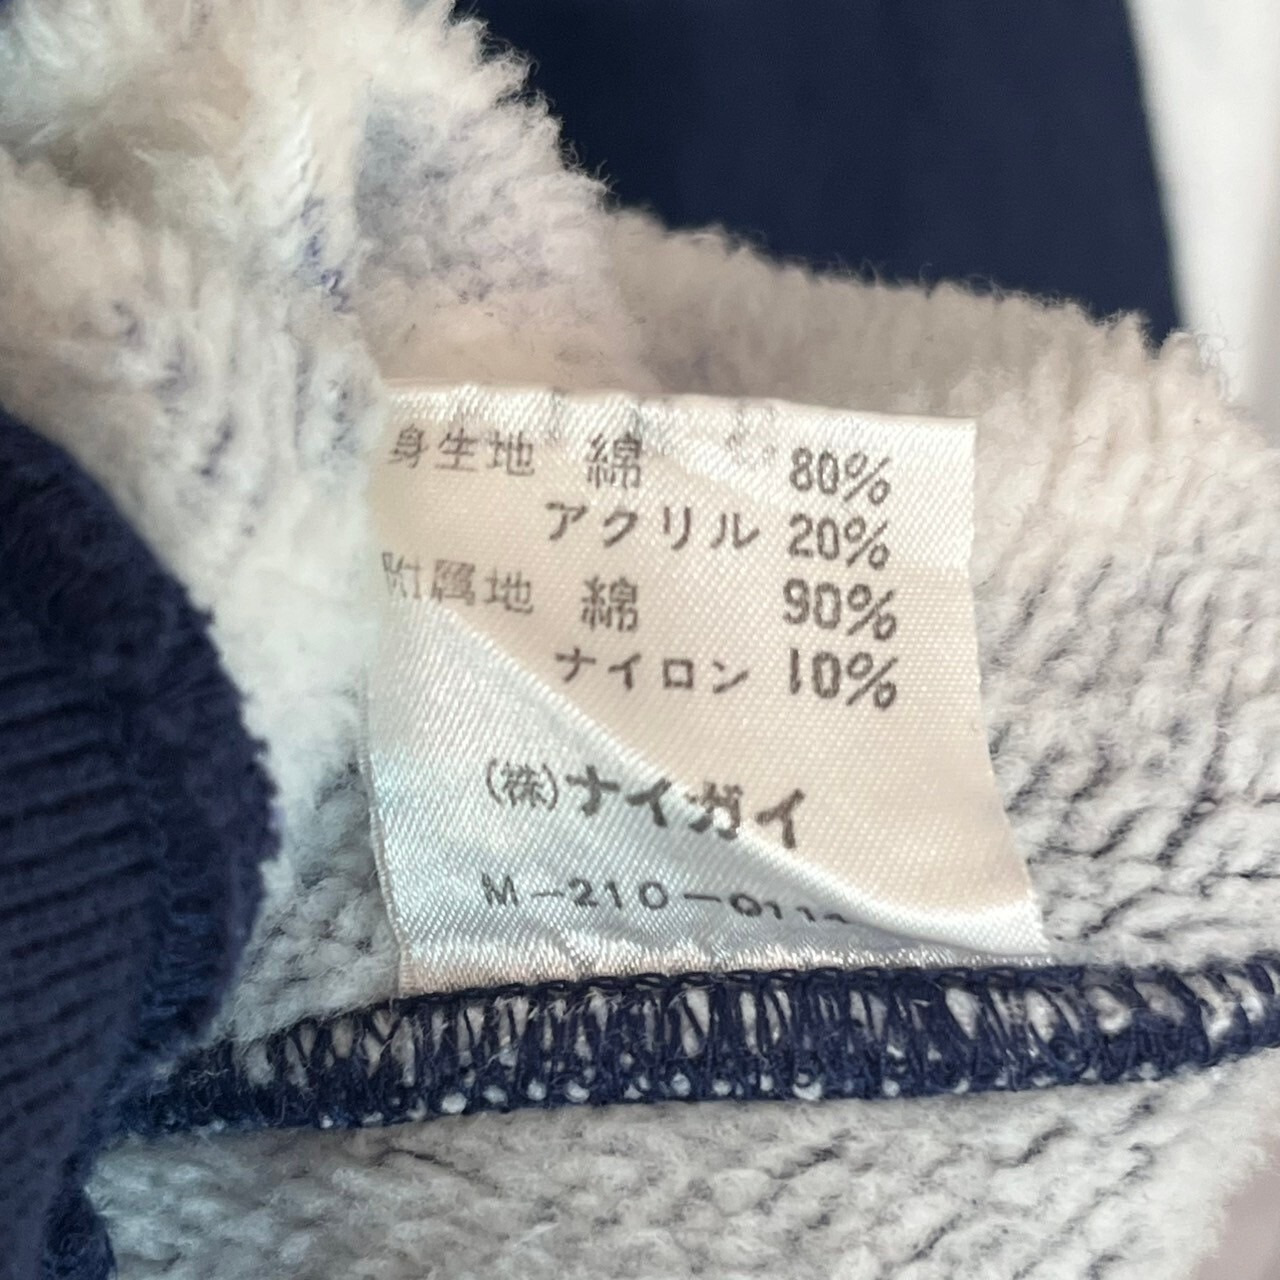 身生地 綿 80%
アクリル 20%
附属地 綿 90%
ナイロン 10%
(株)ナイガイ
M-210-